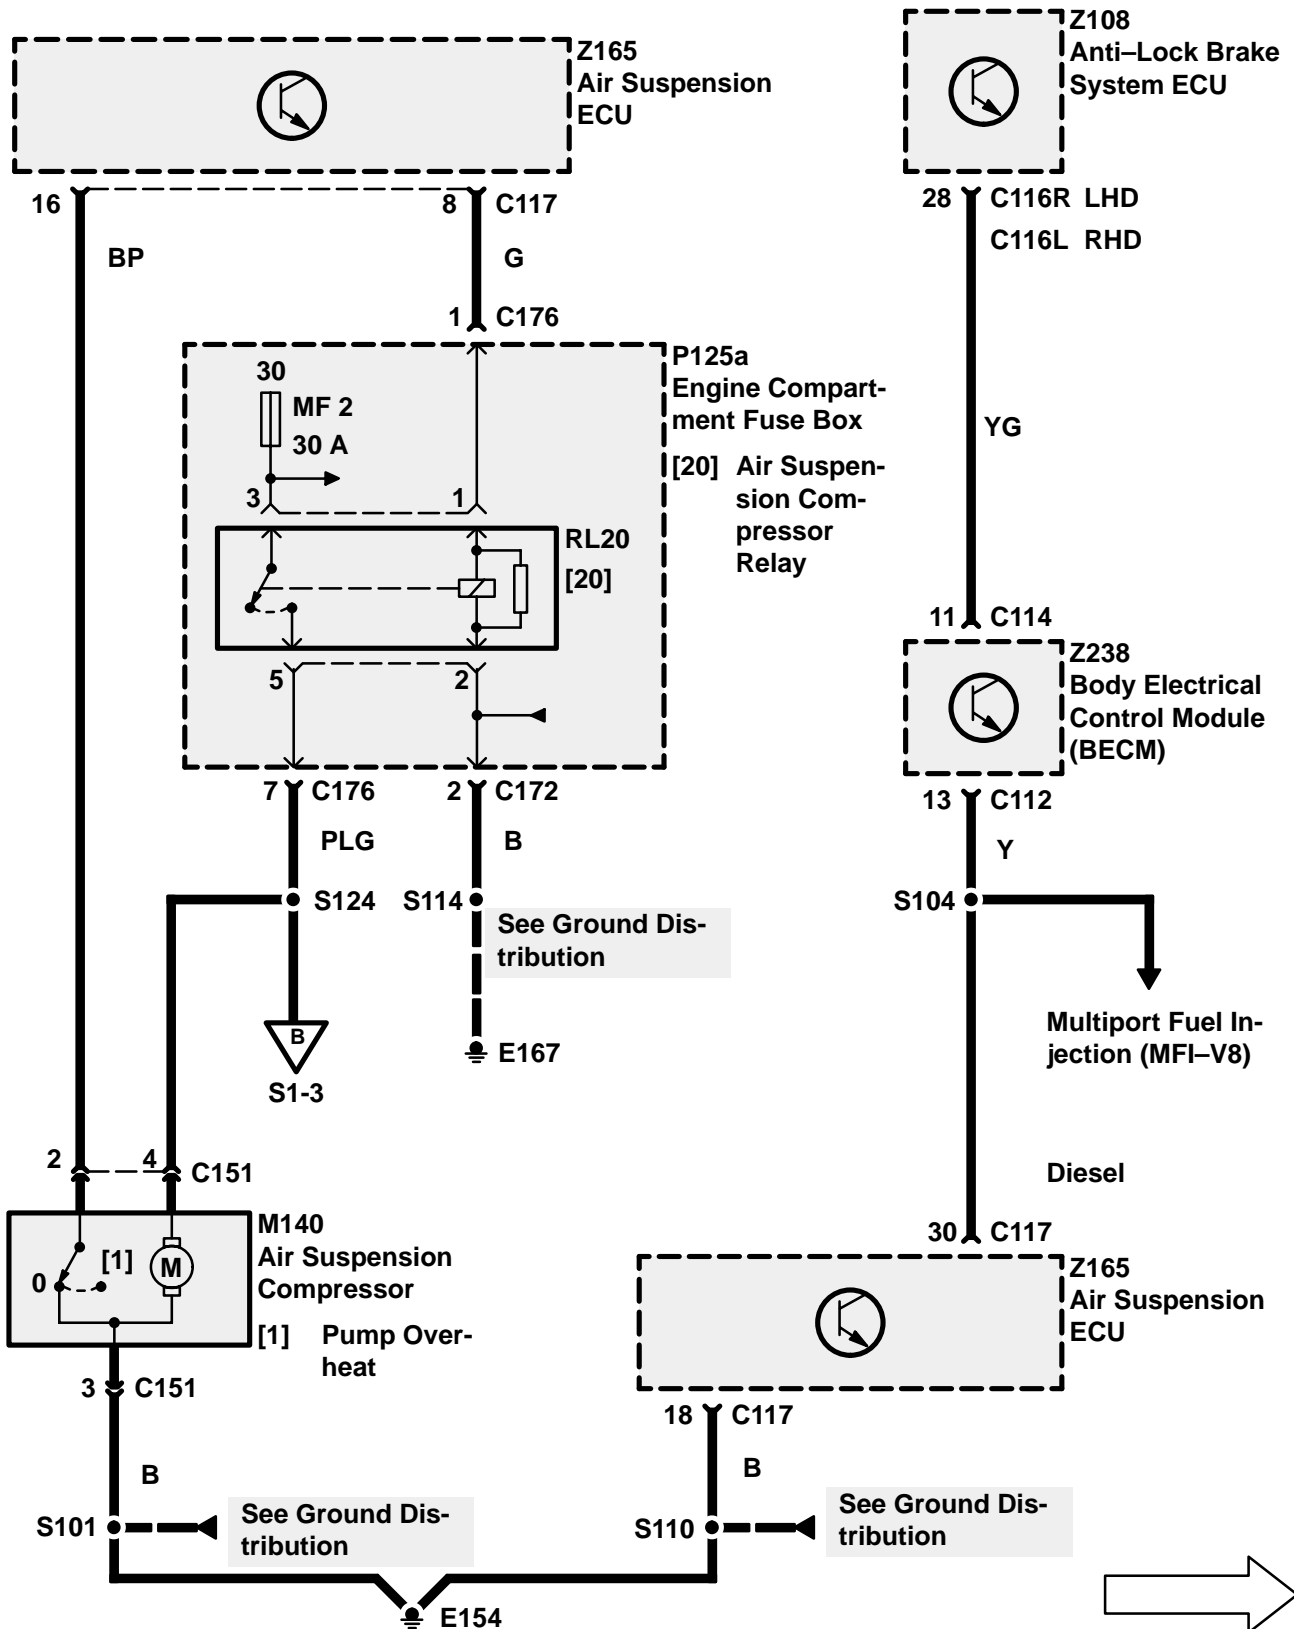 Z165
Air Suspension
ECU
Z108
Anti–Lock Brake
System ECU
16
8
C117
28
C116R LHD
C116L RHD
BP
G
1
C176
P125a
Engine Compart-
ment Fuse Box
[20] Air Suspen-
sion Com-
pressor
Relay
30
MF 2
30 A
3
1
RL20
[20]
YG
11
C114
5
2
Z238
Body Electrical
Control Module
(BECM)
7
C176
2
C172
13
C112
PLG
B
Y
S124
S114
S104
See Ground Dis-
tribution
B
S1-3
E167
Multiport Fuel In-
jection (MFI–V8)
2
4
C151
Diesel
30
C117
M140
Air Suspension
Compressor
[1] Pump Over-
heat
0
[1]
M
Z165
Air Suspension
ECU
3
C151
18
C117
B
B
S101
See Ground Dis-
tribution
S110
See Ground Dis-
tribution
E154